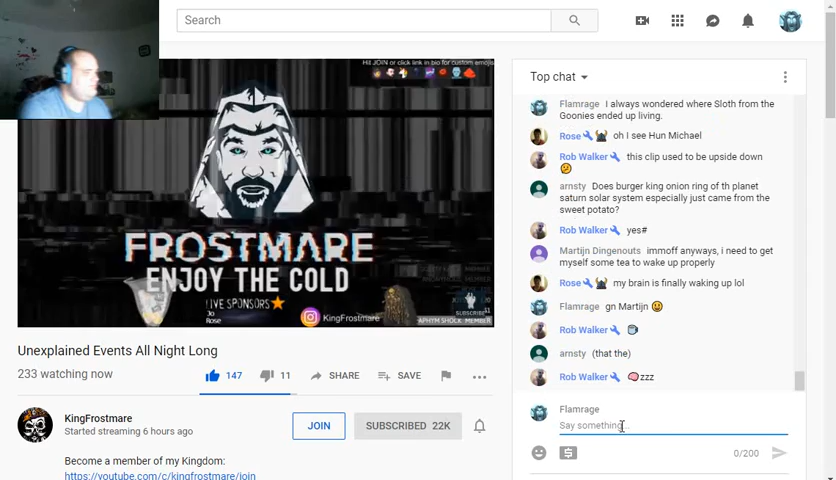 Search
Hit JOIN or click link in bio for custom emojis
FROSTMARE
ENJOY THE COLD
LIVE SPONSORS
Jo
Rose
KingFrostmare
SUBSCRIBE
APHYM SHOCK MEMBER
Unexplained Events All Night Long
233 watching now
147
11
SHARE
SAVE
KingFrostmare
Started streaming 6 hours ago
JOIN
SUBSCRIBED 22K
Become a member of my Kingdom:
https://youtube.com/c/kingfrostmare/join
Top chat
Flamrage I always wondered where Sloth from the
Goonies ended up living.
Rose oh I see Hun Michael
Rob Walker this clip used to be upside down
arnsty Does burger king onion ring of th planet
saturn solar system especially just came from the
sweet potato?
Rob Walker yes#
Martijn Dingenouts immoff anyways, i need to get
myself some tea to wake up properly
Rose my brain is finally waking up lol
Flamrage gn Martijn
Rob Walker
arnsty (that the)
Rob Walker zzz
Flamrage
Say something...
0/200